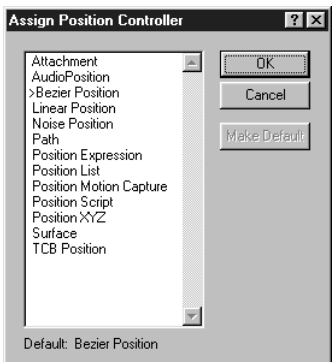 Assign Position Controller
? X
Attachment
AudioPosition
>Bezier Position
Linear Position
Noise Position
Path
Position Expression
Position List
Position Motion Capture
Position Script
Position XYZ
Surface
TCB Position
OK
Cancel
Make Default
Default: Bezier Position